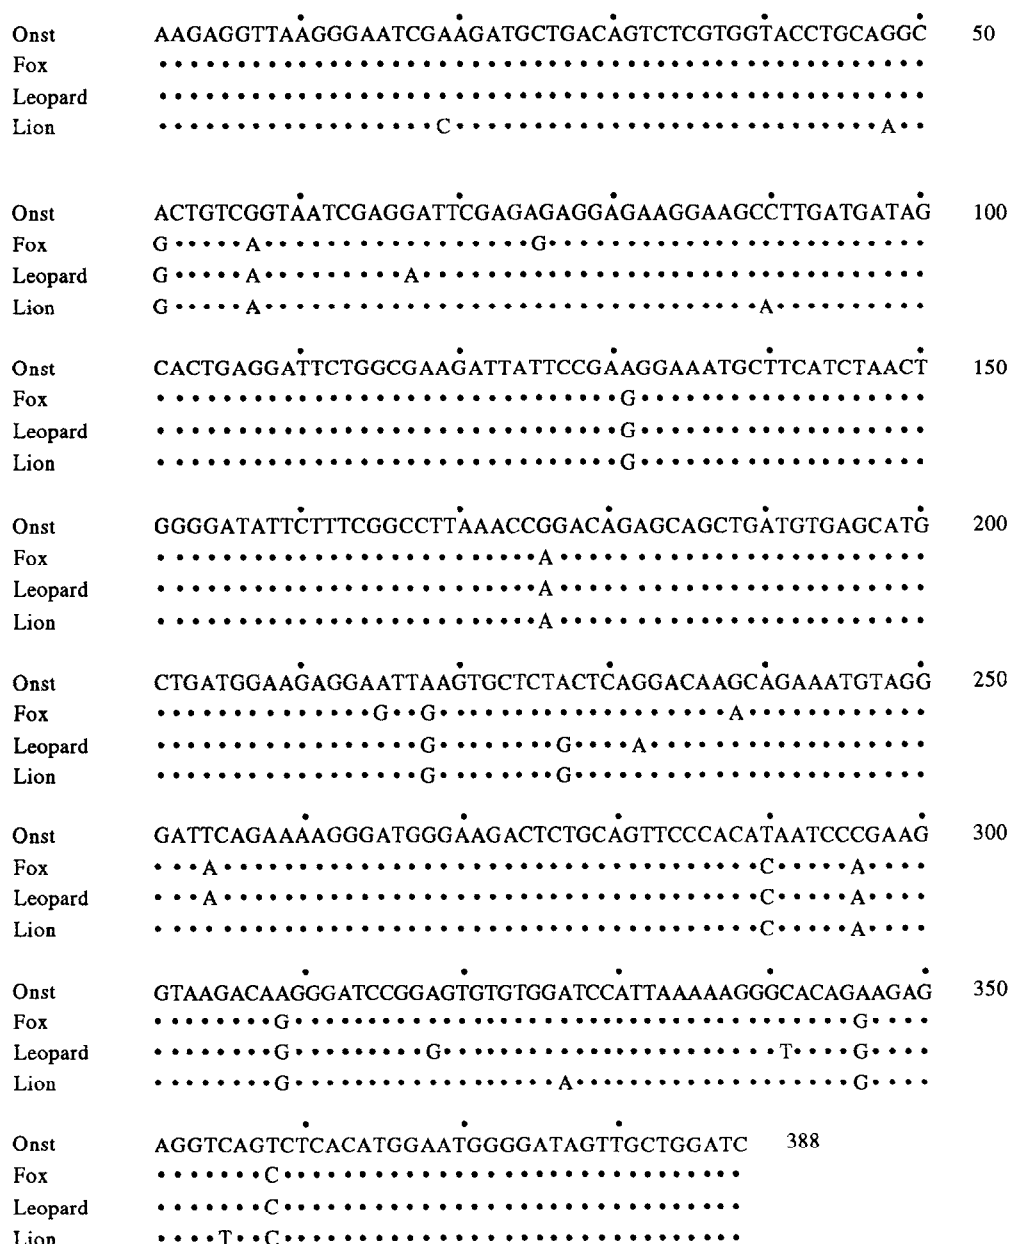 Onst AAGAGGTTAAGGGAATCGAAGATGCTGACAGTCTCGTGGTACCTGCAGGC 50
Fox ••••••••••••••••••••••••••••••••••••••••••••••••••
Leopard ••••••••••••••••••••••••••••••••••••••••••••••••••
Lion ••••••••••••••••••C••••••••••••••••••••••••••••A••
Onst ACTGTCGGTAATCGAGGATTCGAGAGAGGAGAAGGAAGCCTTGATGATAG 100
Fox G•••••A•••••••••••••••••G•••••••••••••••••••••••••
Leopard G•••••A•••••••••A•••••••••••••••••••••••••••••••••
Lion G•••••A••••••••••••••••••••••••••••••••A••••••••••
Onst CACTGAGGATTCTGGCGAAGATTATTCCGAAGGAAATGCTTCATCTAACT 150
Fox ••••••••••••••••••••••••••••••G•••••••••••••••••••
Leopard ••••••••••••••••••••••••••••••G•••••••••••••••••••
Lion ••••••••••••••••••••••••••••••G•••••••••••••••••••
Onst GGGGATATTCTTTCGGCCTTAAACCGGACAGAGCAGCTGATGTGAGCATG 200
Fox •••••••••••••••••••••••••A••••••••••••••••••••••••
Leopard •••••••••••••••••••••••••A••••••••••••••••••••••••
Lion •••••••••••••••••••••••••A••••••••••••••••••••••••
Onst CTGATGGAAGAGGAATTAAGTGCTCTACTCAGGACAAGCAGAAATGTAGG 250
Fox ••••••••••••••G••G•••••••••••••••••••A••••••••••••
Leopard •••••••••••••••••G••••••••G••••A••••••••••••••••••
Lion •••••••••••••••••G••••••••G•••••••••••••••••••••••
Onst GATTCAGAAAAGGGATGGGAAGACTCTGCAGTTCCCACATAATCCCGAAG 300
Fox •••A•••••••••••••••••••••••••••••••••••C•••••A••••
Leopard •••A•••••••••••••••••••••••••••••••••••C•••••A••••
Lion •••••••••••••••••••••••••••••••••••••••C•••••A••••
Onst GTAAGACAAGGGATCCGGAGTGTGTGGATCCATTAAAAAGGGCACAGAAGAG 350
Fox ••••••••G••••••••••••••••••••••••••••••••••••G••••
Leopard ••••••••G•••••••••G•••••••••••••••••••••T••••G••••
Lion ••••••••G•••••••••••••••••A••••••••••••••••••G••••
Onst AGGTCAGTCTCACATGGAATGGGGATAGTTGCTGGATC 388
Fox •••••••C••••••••••••••••••••••••••••••
Leopard •••••••C••••••••••••••••••••••••••••••
Lion ••••T••C••••••••••••••••••••••••••••••